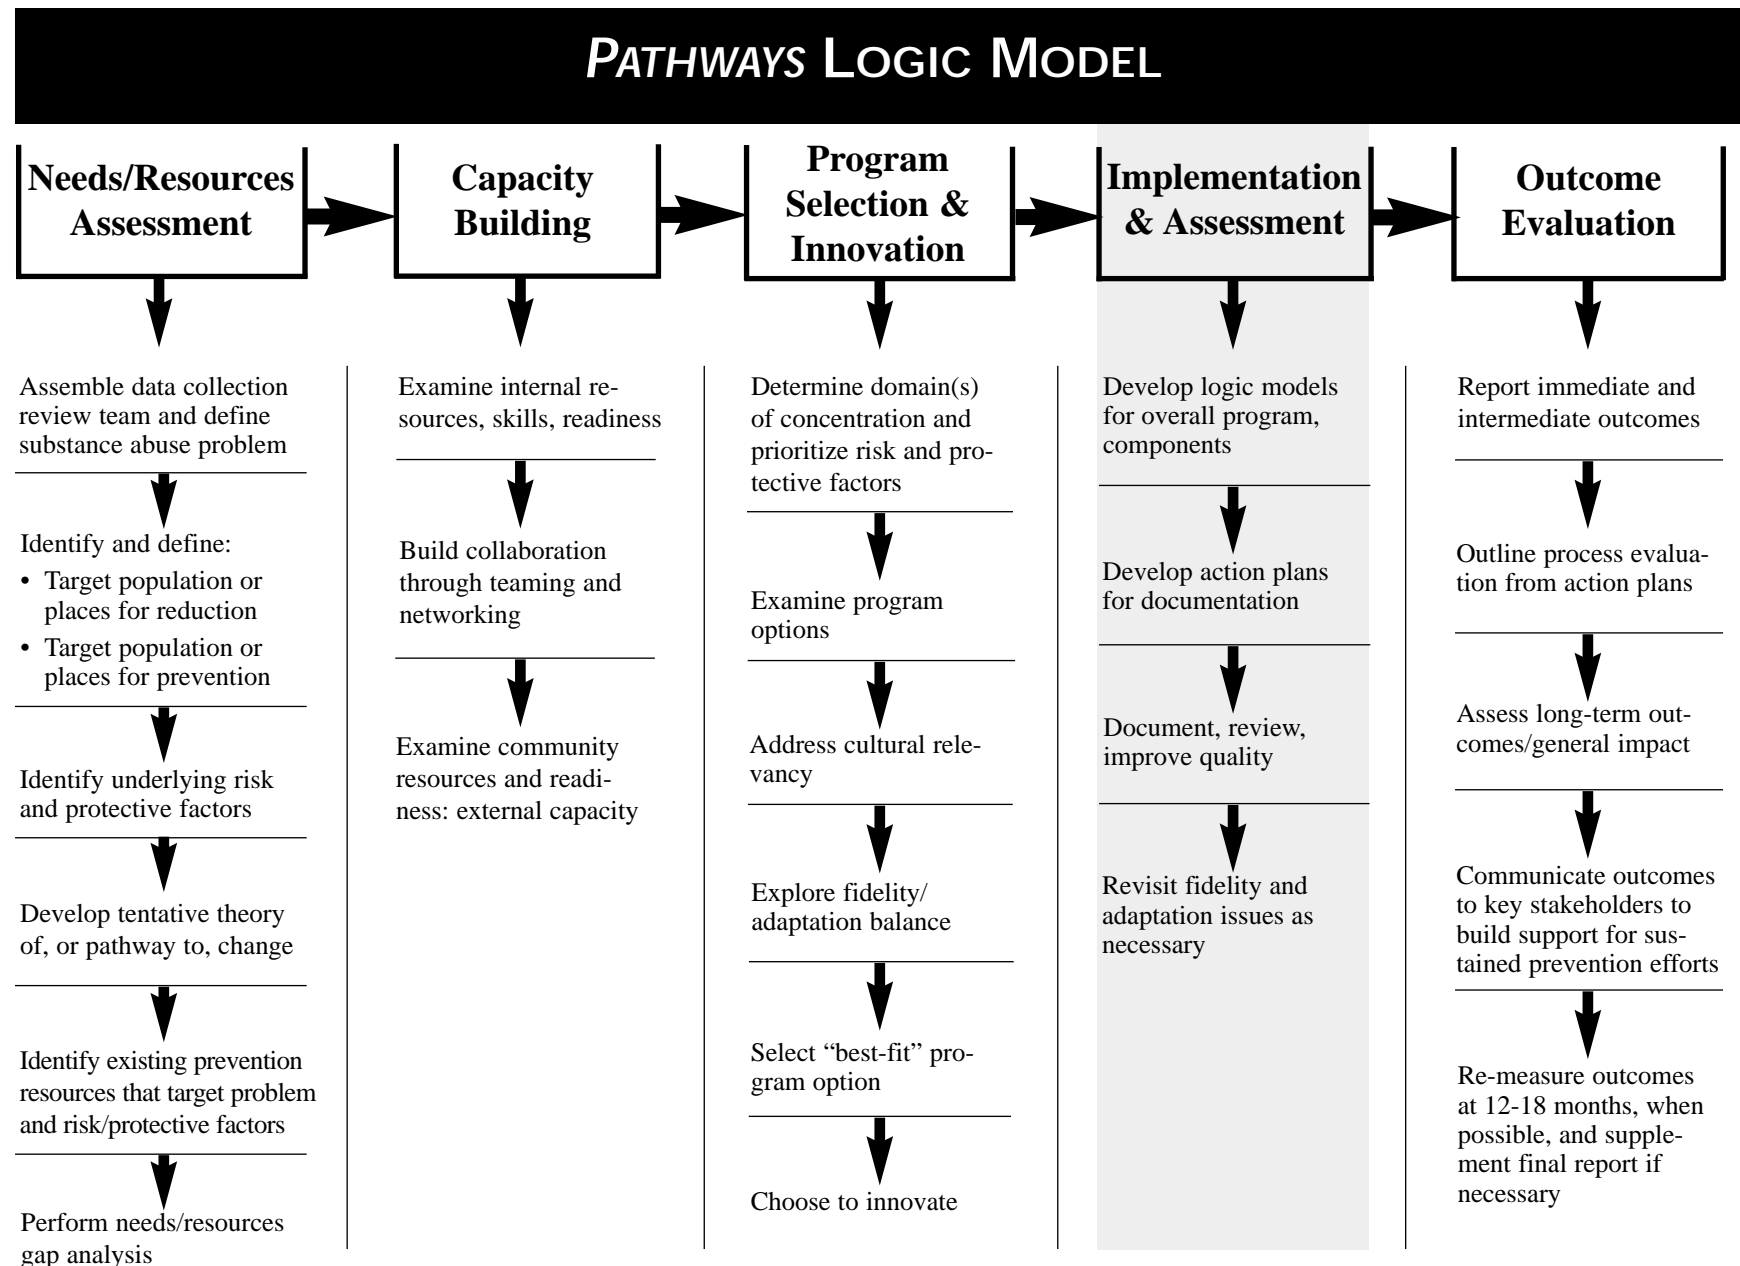 PATHWAYS LOGIC MODEL
Needs/Resources
Assessment
Capacity
Building
Program
Selection &
Innovation
Implementation
& Assessment
Outcome
Evaluation
Assemble data collection
review team and define
substance abuse problem
Identify and define:
• Target population or
places for reduction
• Target population or
places for prevention
Identify underlying risk
and protective factors
Develop tentative theory
of, or pathway to, change
Identify existing prevention
resources that target problem
and risk/protective factors
Perform needs/resources
gap analysis
Examine internal re-
sources, skills, readiness
Build collaboration
through teaming and
networking
Examine community
resources and readi-
ness: external capacity
Determine domain(s)
of concentration and
prioritize risk and pro-
tective factors
Examine program
options
Address cultural rele-
vancy
Explore fidelity/
adaptation balance
Select “best-fit” pro-
gram option
Choose to innovate
Develop logic models
for overall program,
components
Develop action plans
for documentation
Document, review,
improve quality
Revisit fidelity and
adaptation issues as
necessary
Report immediate and
intermediate outcomes
Outline process evalua-
tion from action plans
Assess long-term out-
comes/general impact
Communicate outcomes
to key stakeholders to
build support for sus-
tained prevention efforts
Re-measure outcomes
at 12-18 months, when
possible, and supple-
ment final report if
necessary